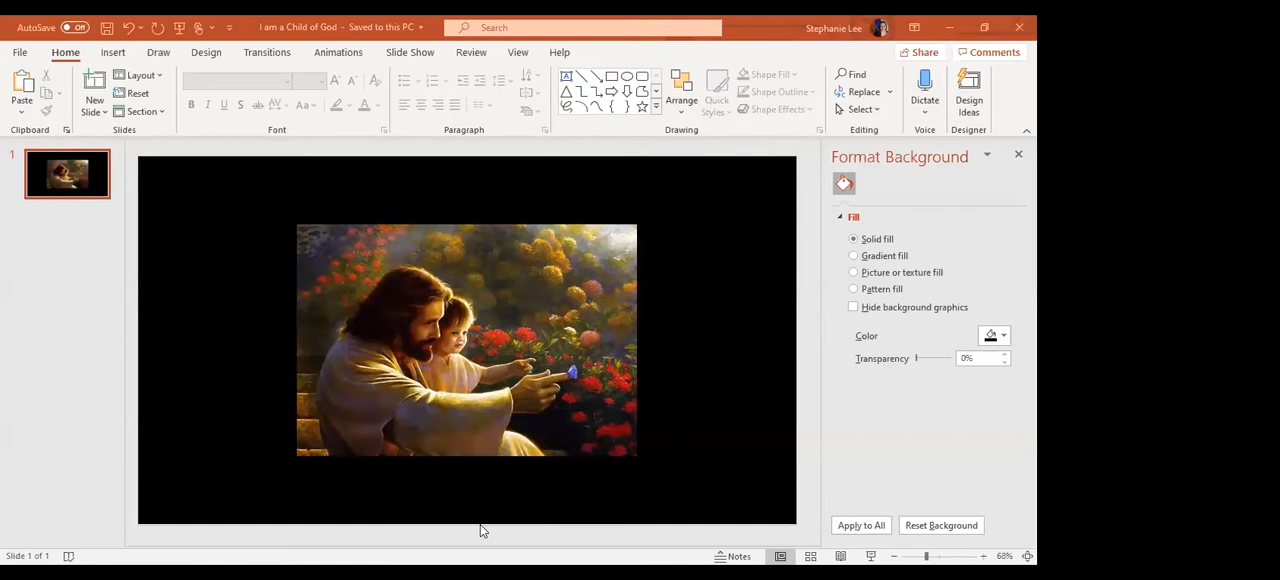 AutoSave Off I am a Child of God - Saved to this PC Search Stephanie Lee
File Home Insert Draw Design Transitions Animations Slide Show Review View Help Share Comments
Paste
Clipboard
New
Slide
Layout
Reset
Section
Slides
B I U S ab AV Aa A
Font
Paragraph
Arrange
Quick
Styles
Shape Fill
Shape Outline
Shape Effects
Drawing
Find
Replace
Select
Editing
Dictate
Voice
Design
Ideas
Designer
1
Format Background
Fill
Solid fill
Gradient fill
Picture or texture fill
Pattern fill
Hide background graphics
Color
Transparency 0%
Apply to All Reset Background
Slide 1 of 1 Notes 68%